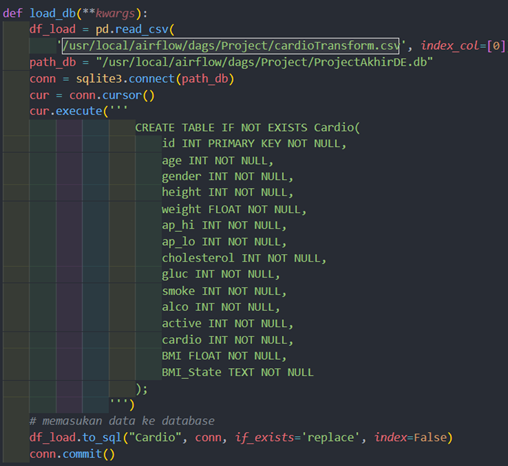 def load_db(**kwargs):
    df_load = pd.read_csv(
        '/usr/local/airflow/dags/Project/cardioTransform.csv', index_col=[0])
    path_db = "/usr/local/airflow/dags/Project/ProjectAkhirDE.db"
    conn = sqlite3.connect(path_db)
    cur = conn.cursor()
    cur.execute('''
                CREATE TABLE IF NOT EXISTS Cardio(
                    id INT PRIMARY KEY NOT NULL,
                    age INT NOT NULL,
                    gender INT NOT NULL,
                    height INT NOT NULL,
                    weight FLOAT NOT NULL,
                    ap_hi INT NOT NULL,
                    ap_lo INT NOT NULL,
                    cholesterol INT NOT NULL,
                    gluc INT NOT NULL,
                    smoke INT NOT NULL,
                    alco INT NOT NULL,
                    active INT NOT NULL,
                    cardio INT NOT NULL,
                    BMI FLOAT NOT NULL,
                    BMI_State TEXT NOT NULL
                );
            ''')
    # memasukan data ke database
    df_load.to_sql("Cardio", conn, if_exists='replace', index=False)
    conn.commit()